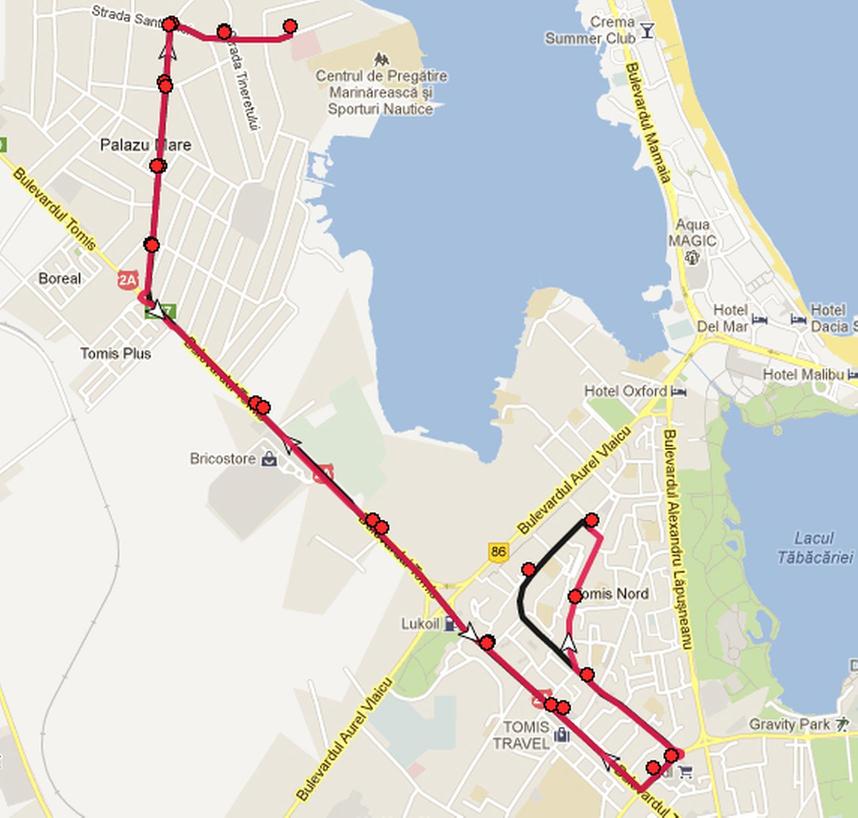 Strada Sant
Strada Tineretului
Crema
Summer Club
Centrul de Pregătire
Marinărească și
Sporturi Nautice
Bulevardul Mamaia
Palazu Mare
Bulevardul Tomis
Aqua
MAGIC
Boreal
2A
Hotel
Del Mar
Hotel
Dacia S
Tomis Plus
Hotel Malibu
Bulevardul Tomis
Hotel Oxford
Bricostore
Bulevardul Aurel Vlaicu
Bulevardul Alexandru Lăpușneanu
Lacul
Tăbăcăriei
86
Bulevardul Tomis
Tomis Nord
Lukoil
Bulevardul Aurel Vlaicu
TOMIS
TRAVEL
Gravity Park
Bulevardul T